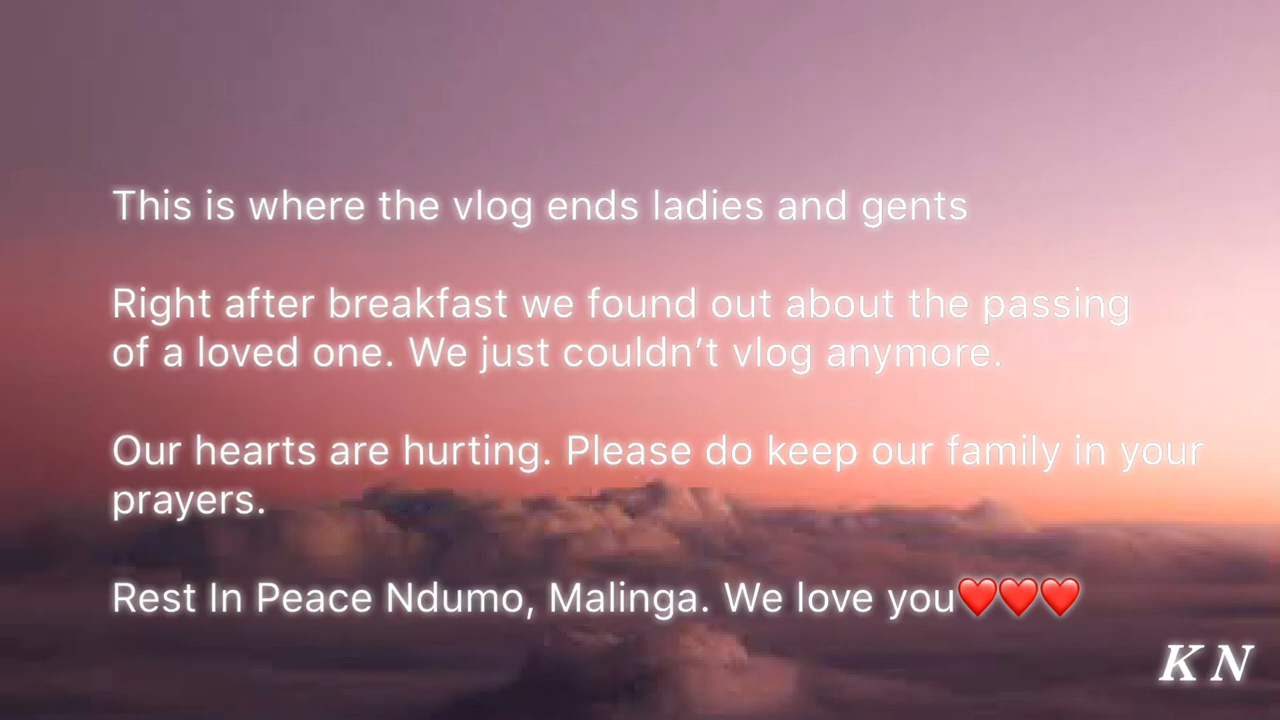 This is where the vlog ends ladies and gents
Right after breakfast we found out about the passing
of a loved one. We just couldn’t vlog anymore.
Our hearts are hurting. Please do keep our family in your
prayers.
Rest In Peace Ndumo, Malinga. We love you❤️❤️❤️
K N